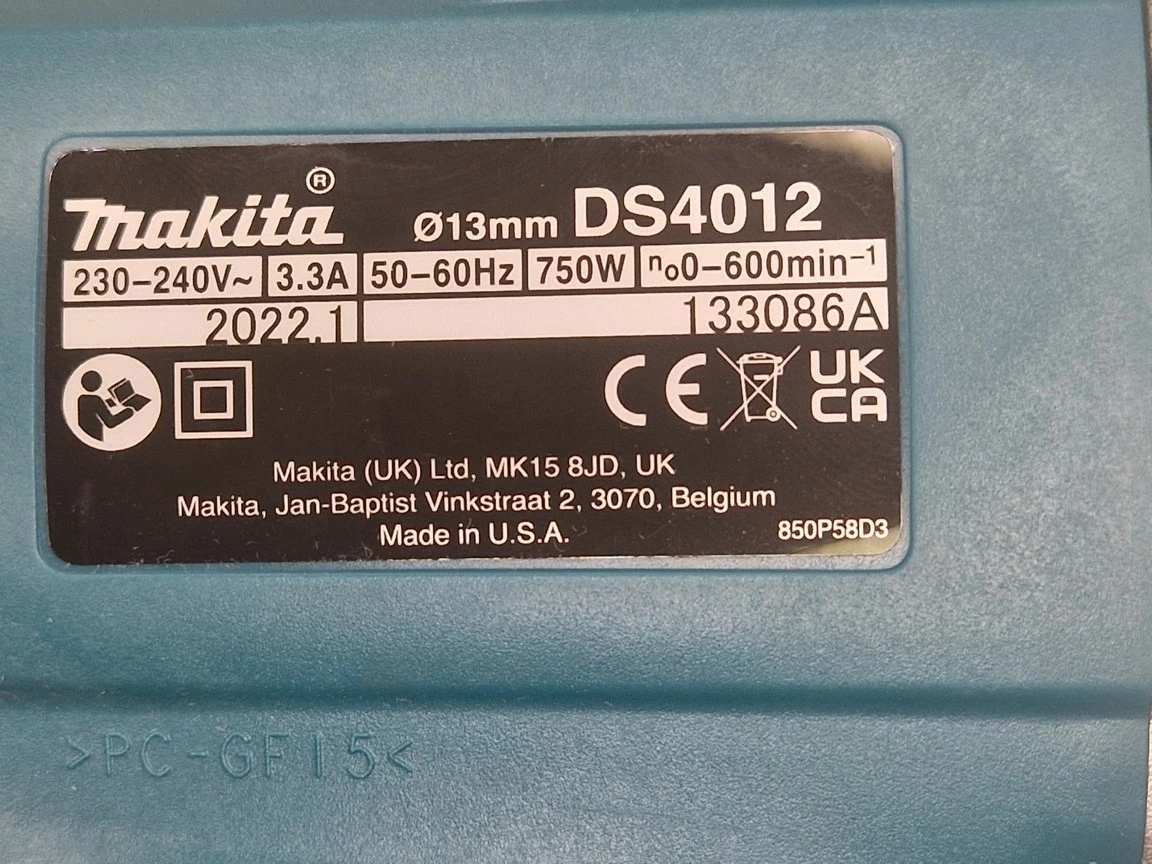 makita® Ø13mm DS4012
230–240V~ 3.3A 50–60Hz 750W n₀0–600min⁻¹
2022.1 133086A
CE UK
CA
Makita (UK) Ltd, MK15 8JD, UK
Makita, Jan-Baptist Vinkstraat 2, 3070, Belgium
Made in U.S.A. 850P58D3
>PC-GF15<